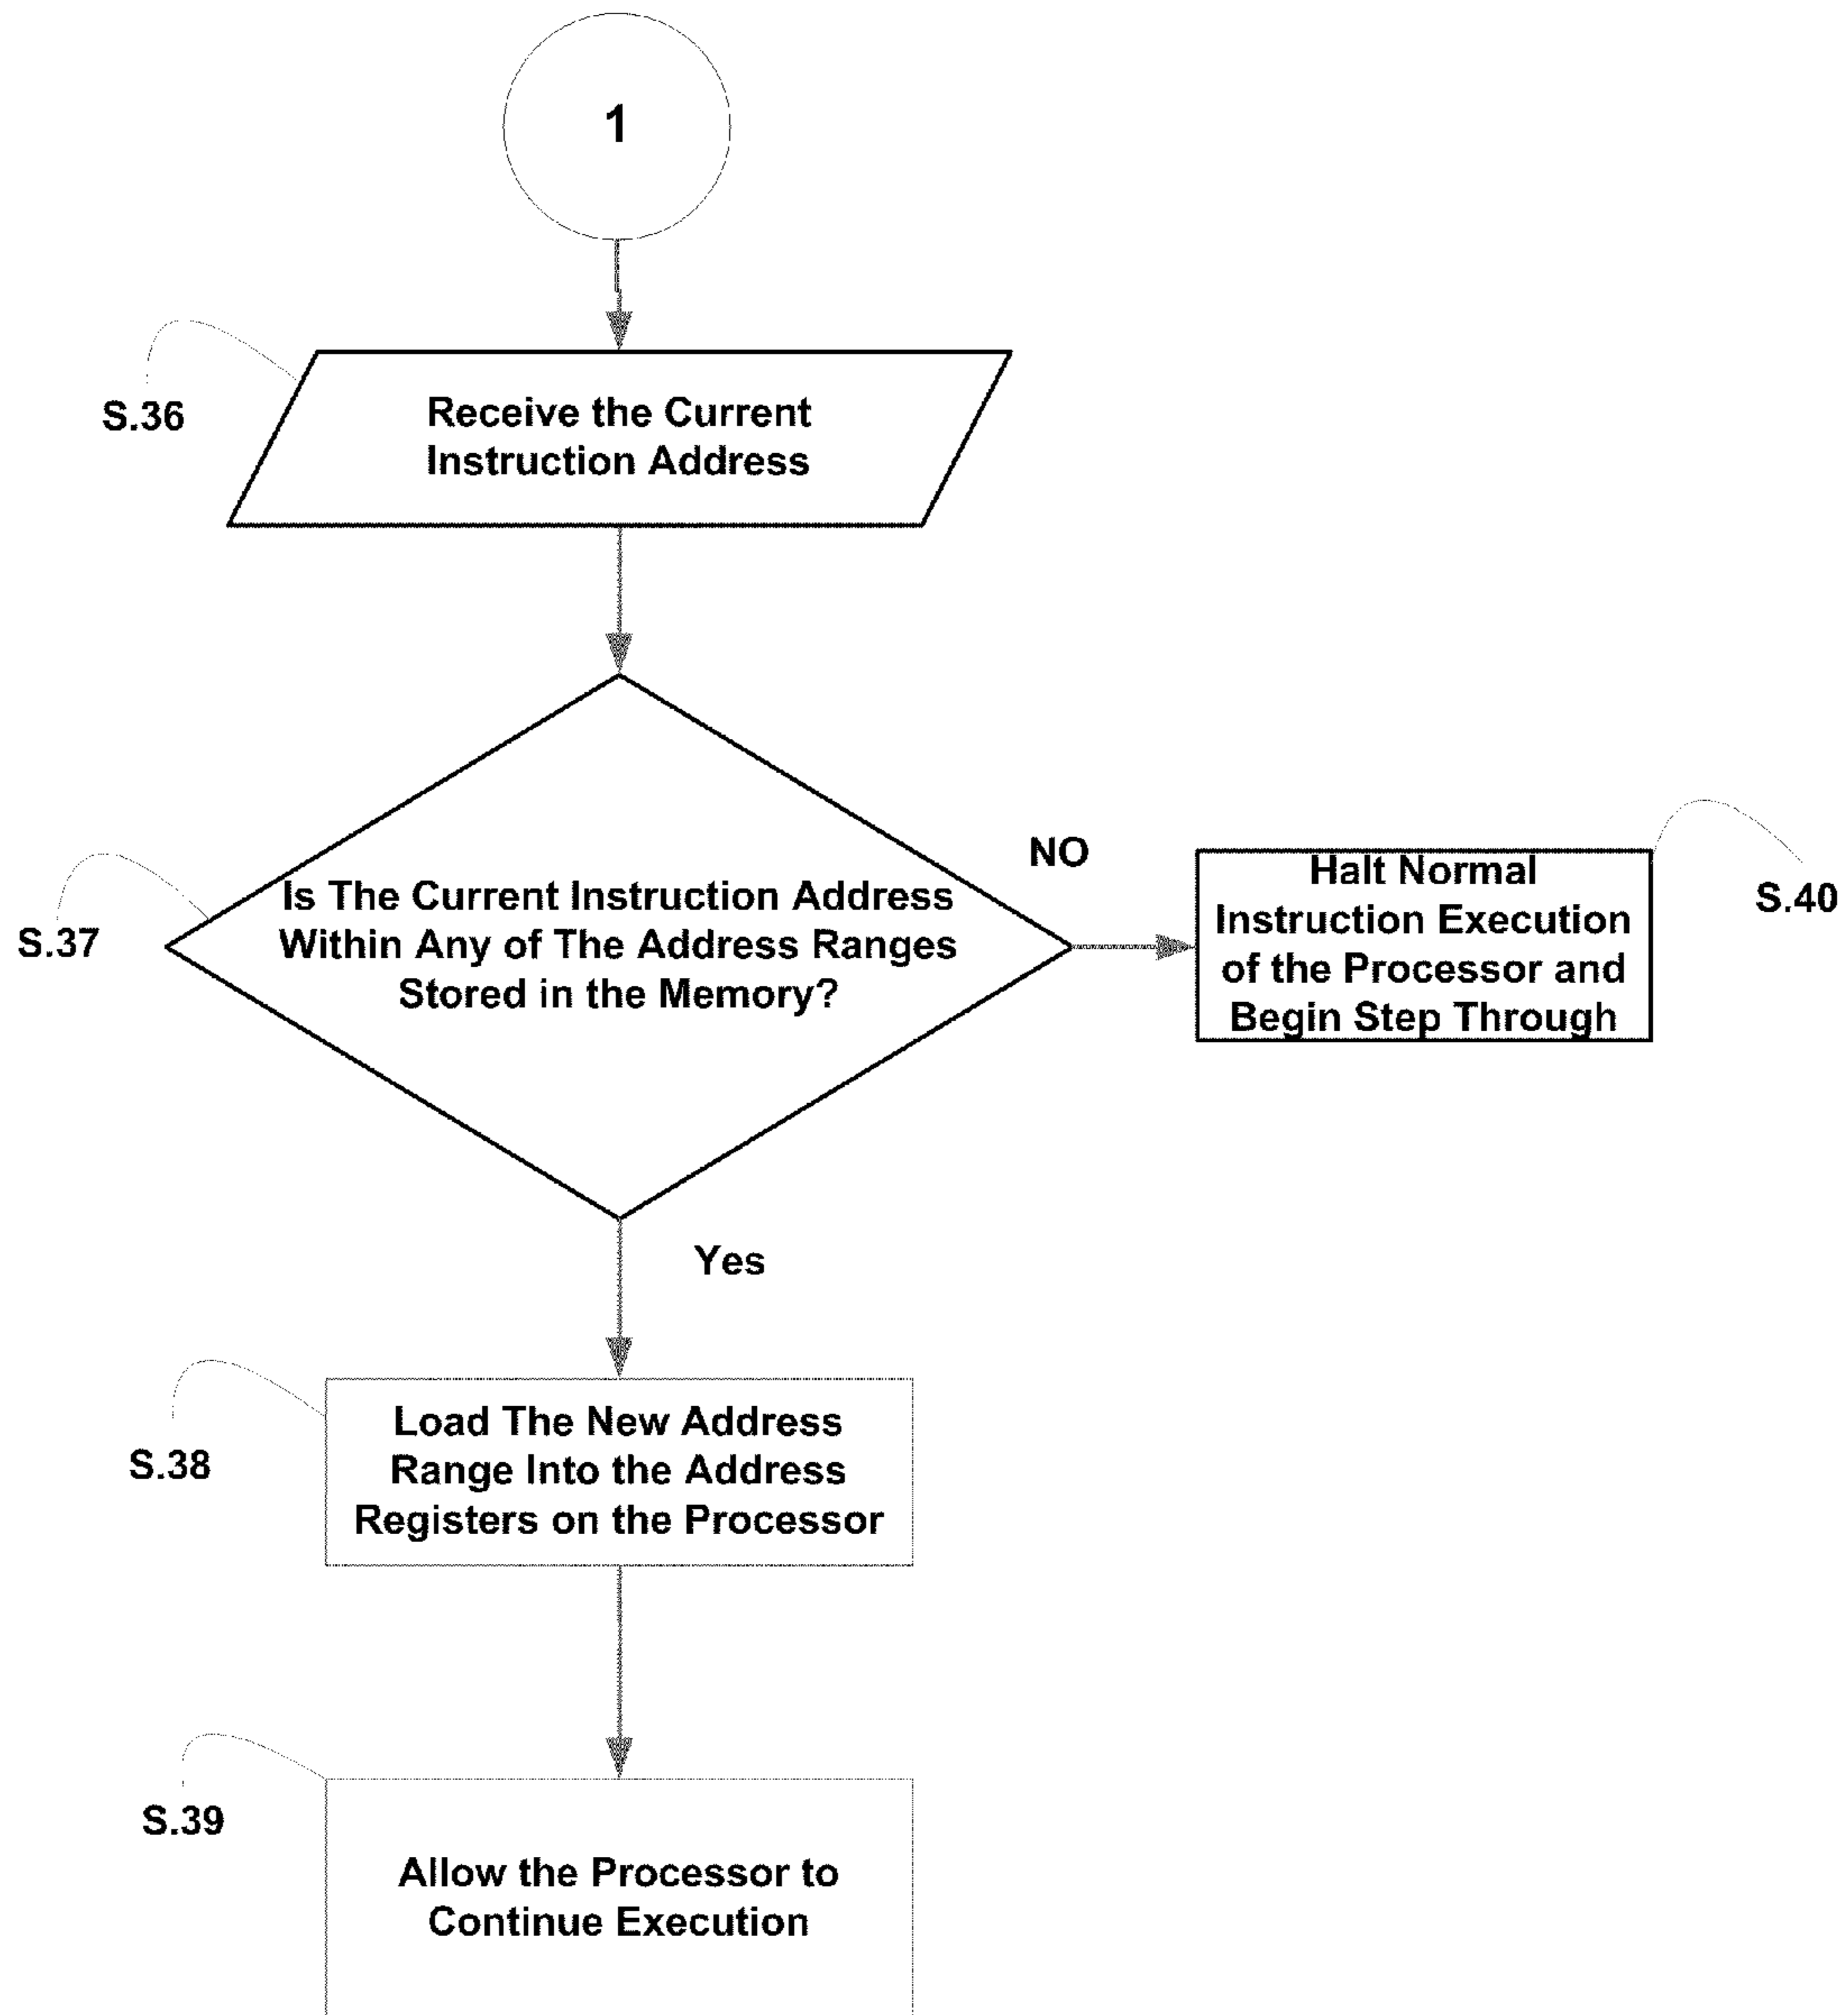 1
S.36
Receive the Current
Instruction Address
S.37
Is The Current Instruction Address
Within Any of The Address Ranges
Stored in the Memory?
NO
Halt Normal
Instruction Execution
of the Processor and
Begin Step Through
S.40
Yes
S.38
Load The New Address
Range Into the Address
Registers on the Processor
S.39
Allow the Processor to
Continue Execution